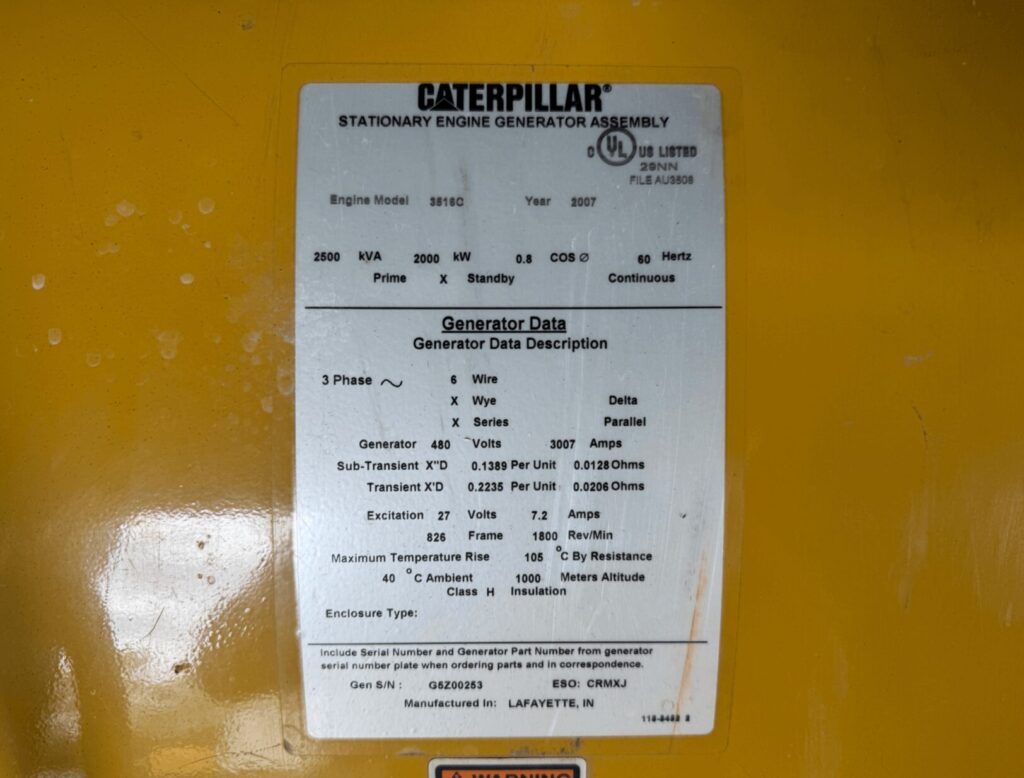 CATERPILLAR®
STATIONARY ENGINE GENERATOR ASSEMBLY
C UL US LISTED
29NN
FILE AU3508
Engine Model 3516C Year 2007
2500 kVA 2000 kW 0.8 COS Ø 60 Hertz
Prime X Standby Continuous
Generator Data
Generator Data Description
3 Phase 6 Wire
X Wye Delta
X Series Parallel
Generator 480 Volts 3007 Amps
Sub-Transient X"D 0.1389 Per Unit 0.0128 Ohms
Transient X'D 0.2235 Per Unit 0.0206 Ohms
Excitation 27 Volts 7.2 Amps
826 Frame 1800 Rev/Min
Maximum Temperature Rise 105 °C By Resistance
40 °C Ambient 1000 Meters Altitude
Class H Insulation
Enclosure Type:
Include Serial Number and Generator Part Number from generator
serial number plate when ordering parts and in correspondence.
Gen S/N : G5Z00253 ESO: CRMXJ
Manufactured In: LAFAYETTE, IN
WARNING